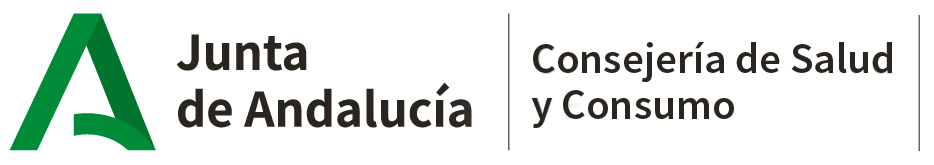 Junta
de Andalucía
Consejería de Salud
y Consumo